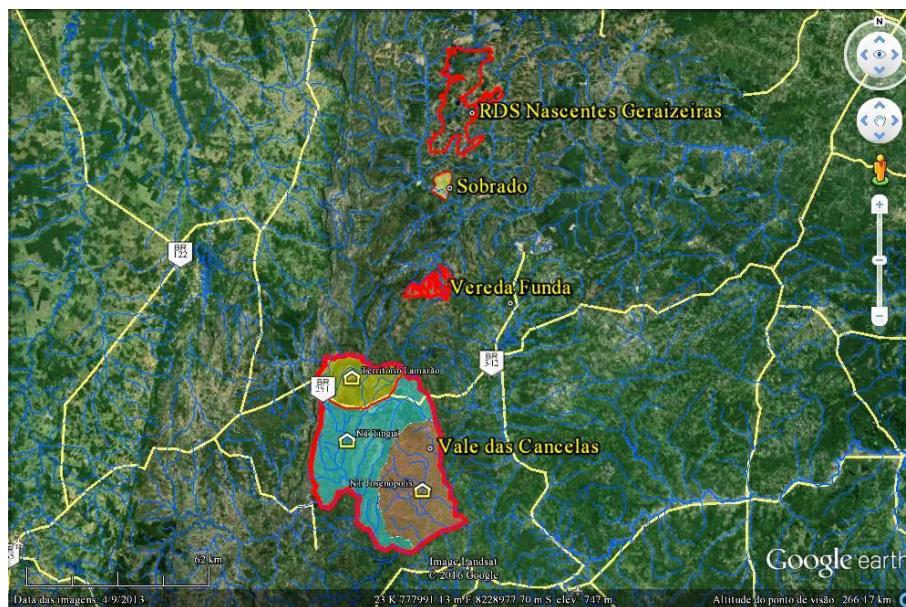 N
RDS Nascentes Geraizeiras
Sobrado
BR
122
Vereda Funda
BR
342
Território Lamarão
BR
251
NT Tingui
Vale das Cancelas
NT Josenópolis
Image Landsat
© 2016 Google
62 km
Google earth
Data das imagens: 4/9/2013
23 K 777991.13 m E 8228977.70 m S elev 747 m
Altitude do ponto de visão 266.17 km